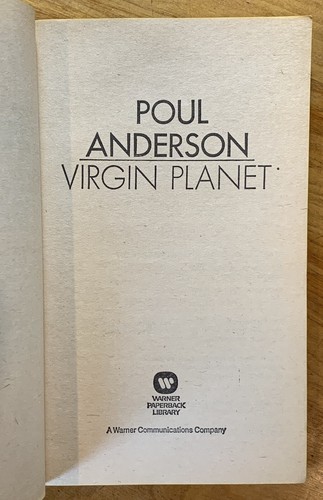 POUL
ANDERSON
VIRGIN PLANET
WARNER
PAPERBACK
LIBRARY
A Warner Communications Company